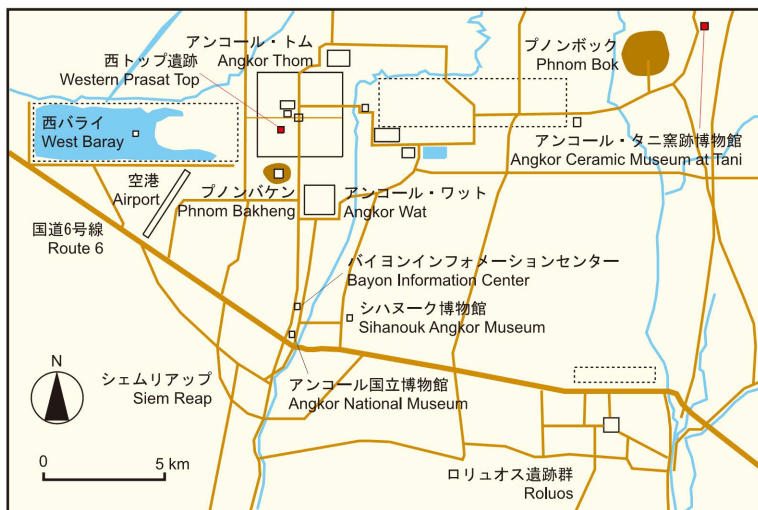 アンコール・トム
Angkor Thom
西トップ遺跡
Western Prasat Top
プノンボック
Phnom Bok
西バライ
West Baray
アンコール・タニ窯跡博物館
Angkor Ceramic Museum at Tani
空港
Airport
プノンバケン
Phnom Bakheng
アンコール・ワット
Angkor Wat
国道6号線
Route 6
バイヨンインフォメーションセンター
Bayon Information Center
シハヌーク博物館
Sihanouk Angkor Museum
N
シェムリアップ
Siem Reap
アンコール国立博物館
Angkor National Museum
0 5 km
ロリュオス遺跡群
Roluos